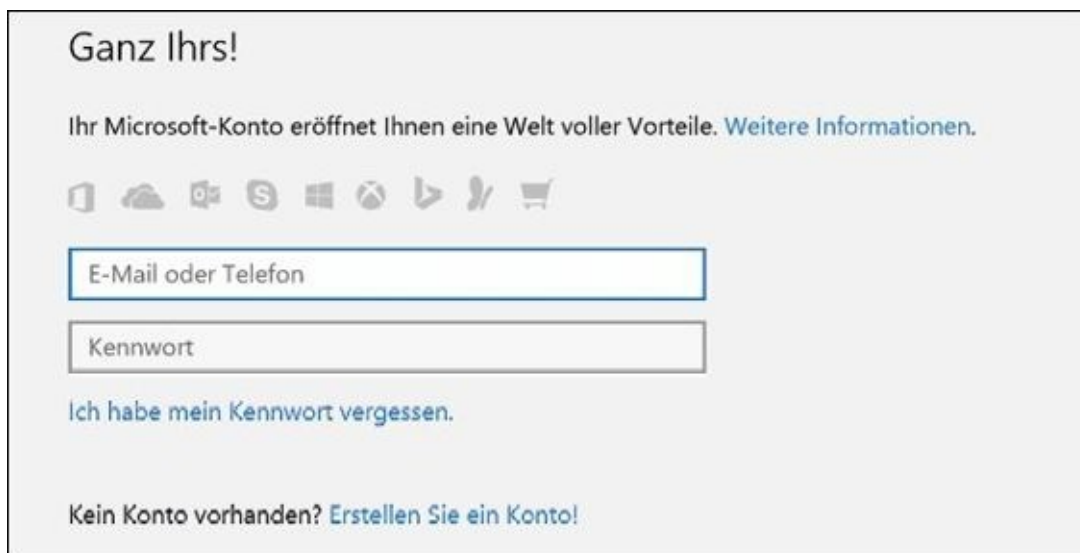 Ganz Ihrs!
Ihr Microsoft-Konto eröffnet Ihnen eine Welt voller Vorteile. Weitere Informationen.
E-Mail oder Telefon
Kennwort
Ich habe mein Kennwort vergessen.
Kein Konto vorhanden? Erstellen Sie ein Konto!